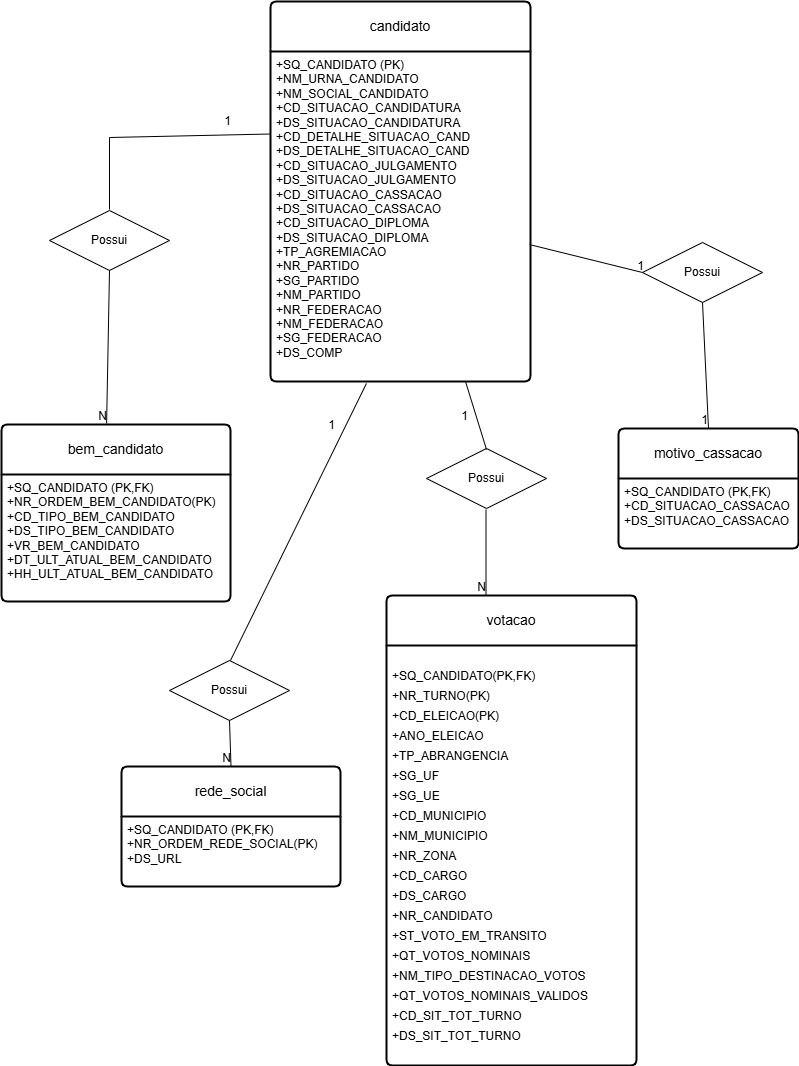 candidato
+SQ_CANDIDATO (PK)
+NM_URNA_CANDIDATO
+NM_SOCIAL_CANDIDATO
+CD_SITUACAO_CANDIDATURA
+DS_SITUACAO_CANDIDATURA
+CD_DETALHE_SITUACAO_CAND
+DS_DETALHE_SITUACAO_CAND
+CD_SITUACAO_JULGAMENTO
+DS_SITUACAO_JULGAMENTO
+CD_SITUACAO_CASSACAO
+DS_SITUACAO_CASSACAO
+CD_SITUACAO_DIPLOMA
+DS_SITUACAO_DIPLOMA
+TP_AGREMIACAO
+NR_PARTIDO
+SG_PARTIDO
+NM_PARTIDO
+NR_FEDERACAO
+NM_FEDERACAO
+SG_FEDERACAO
+DS_COMP
1
Possui
N
1
Possui
1
1
Possui
N
1
Possui
N
bem_candidato
+SQ_CANDIDATO (PK,FK)
+NR_ORDEM_BEM_CANDIDATO(PK)
+CD_TIPO_BEM_CANDIDATO
+DS_TIPO_BEM_CANDIDATO
+VR_BEM_CANDIDATO
+DT_ULT_ATUAL_BEM_CANDIDATO
+HH_ULT_ATUAL_BEM_CANDIDATO
motivo_cassacao
+SQ_CANDIDATO (PK,FK)
+CD_SITUACAO_CASSACAO
+DS_SITUACAO_CASSACAO
rede_social
+SQ_CANDIDATO (PK,FK)
+NR_ORDEM_REDE_SOCIAL(PK)
+DS_URL
votacao
+SQ_CANDIDATO(PK,FK)
+NR_TURNO(PK)
+CD_ELEICAO(PK)
+ANO_ELEICAO
+TP_ABRANGENCIA
+SG_UF
+SG_UE
+CD_MUNICIPIO
+NM_MUNICIPIO
+NR_ZONA
+CD_CARGO
+DS_CARGO
+NR_CANDIDATO
+ST_VOTO_EM_TRANSITO
+QT_VOTOS_NOMINAIS
+NM_TIPO_DESTINACAO_VOTOS
+QT_VOTOS_NOMINAIS_VALIDOS
+CD_SIT_TOT_TURNO
+DS_SIT_TOT_TURNO